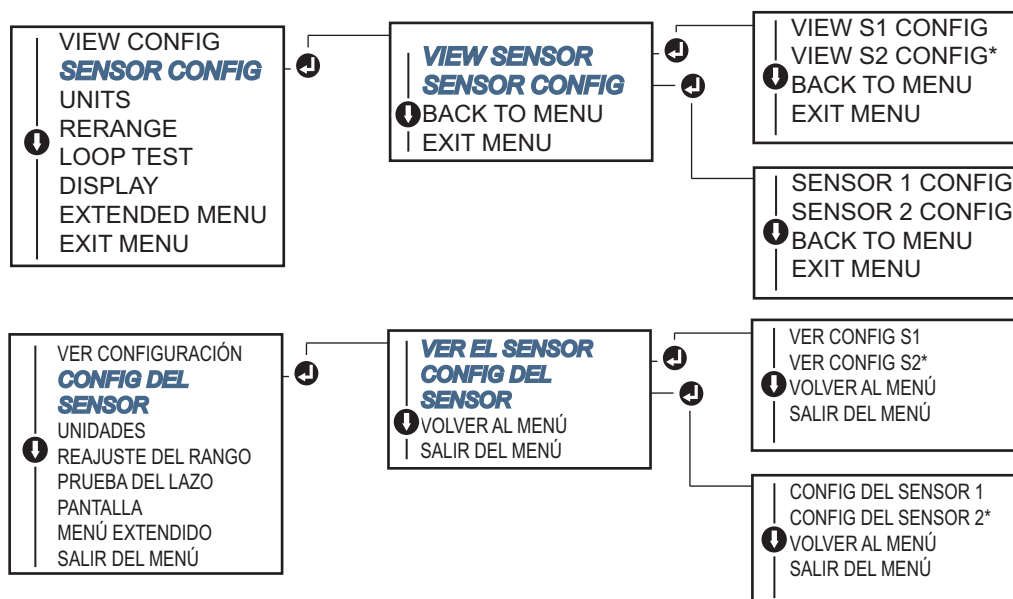 VIEW CONFIG
SENSOR CONFIG
UNITS
RERANGE
LOOP TEST
DISPLAY
EXTENDED MENU
EXIT MENU
VIEW SENSOR
SENSOR CONFIG
BACK TO MENU
EXIT MENU
VIEW S1 CONFIG
VIEW S2 CONFIG*
BACK TO MENU
EXIT MENU
SENSOR 1 CONFIG
SENSOR 2 CONFIG
BACK TO MENU
EXIT MENU
VER CONFIGURACIÓN
CONFIG DEL
SENSOR
UNIDADES
REAJUSTE DEL RANGO
PRUEBA DEL LAZO
PANTALLA
MENÚ EXTENDIDO
SALIR DEL MENÚ
VER EL SENSOR
CONFIG DEL
SENSOR
VOLVER AL MENÚ
SALIR DEL MENÚ
VER CONFIG S1
VER CONFIG S2*
VOLVER AL MENÚ
SALIR DEL MENÚ
CONFIG DEL SENSOR 1
CONFIG DEL SENSOR 2*
VOLVER AL MENÚ
SALIR DEL MENÚ